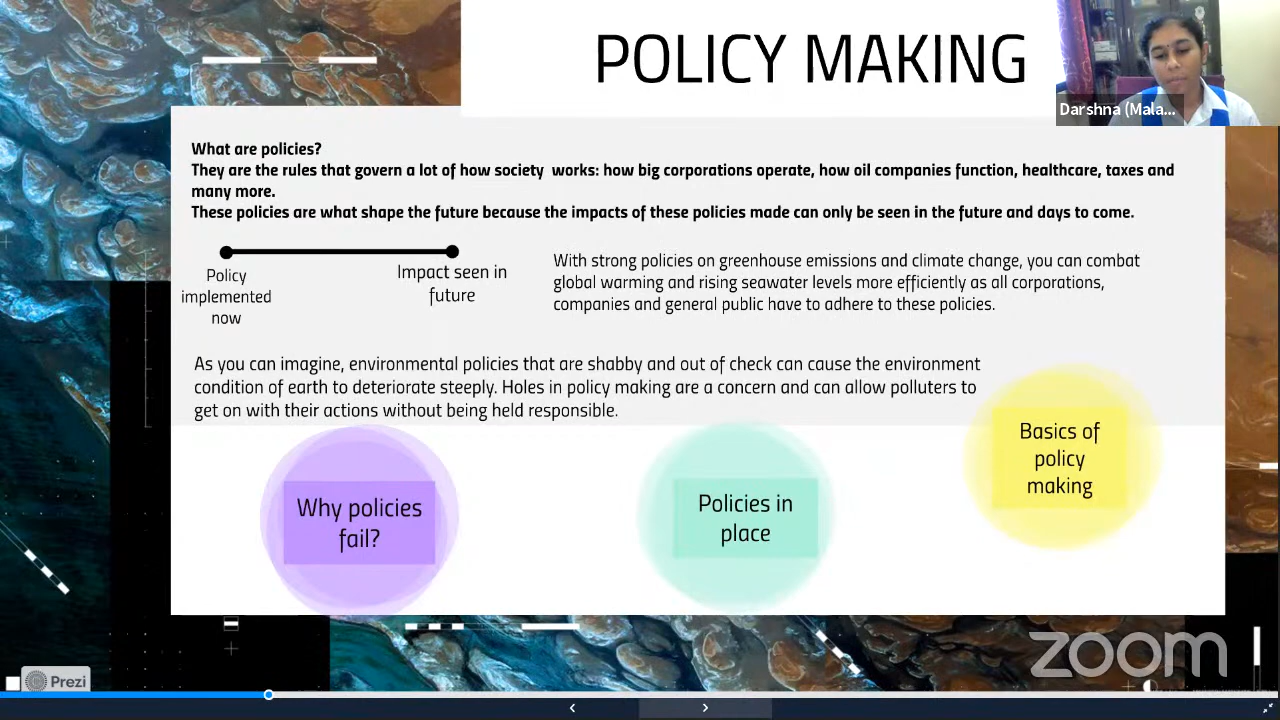 POLICY MAKING
Darshna (Mala...
What are policies?
They are the rules that govern a lot of how society works: how big corporations operate, how oil companies function, healthcare, taxes and
many more.
These policies are what shape the future because the impacts of these policies made can only be seen in the future and days to come.
Policy
implemented
now
Impact seen in
future
With strong policies on greenhouse emissions and climate change, you can combat
global warming and rising seawater levels more efficiently as all corporations,
companies and general public have to adhere to these policies.
As you can imagine, environmental policies that are shabby and out of check can cause the environment
condition of earth to deteriorate steeply. Holes in policy making are a concern and can allow polluters to
get on with their actions without being held responsible.
Why policies
fail?
Policies in
place
Basics of
policy
making
zoom
Prezi